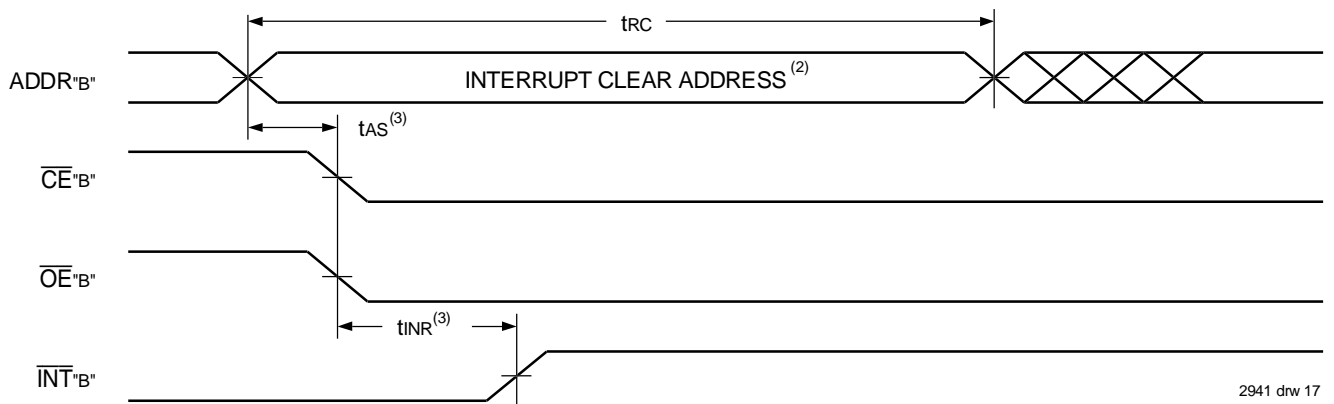 tRC
ADDR"B"
INTERRUPT CLEAR ADDRESS (2)
tAS(3)
CE"B"
OE"B"
tINR(3)
INT"B"
2941 drw 17